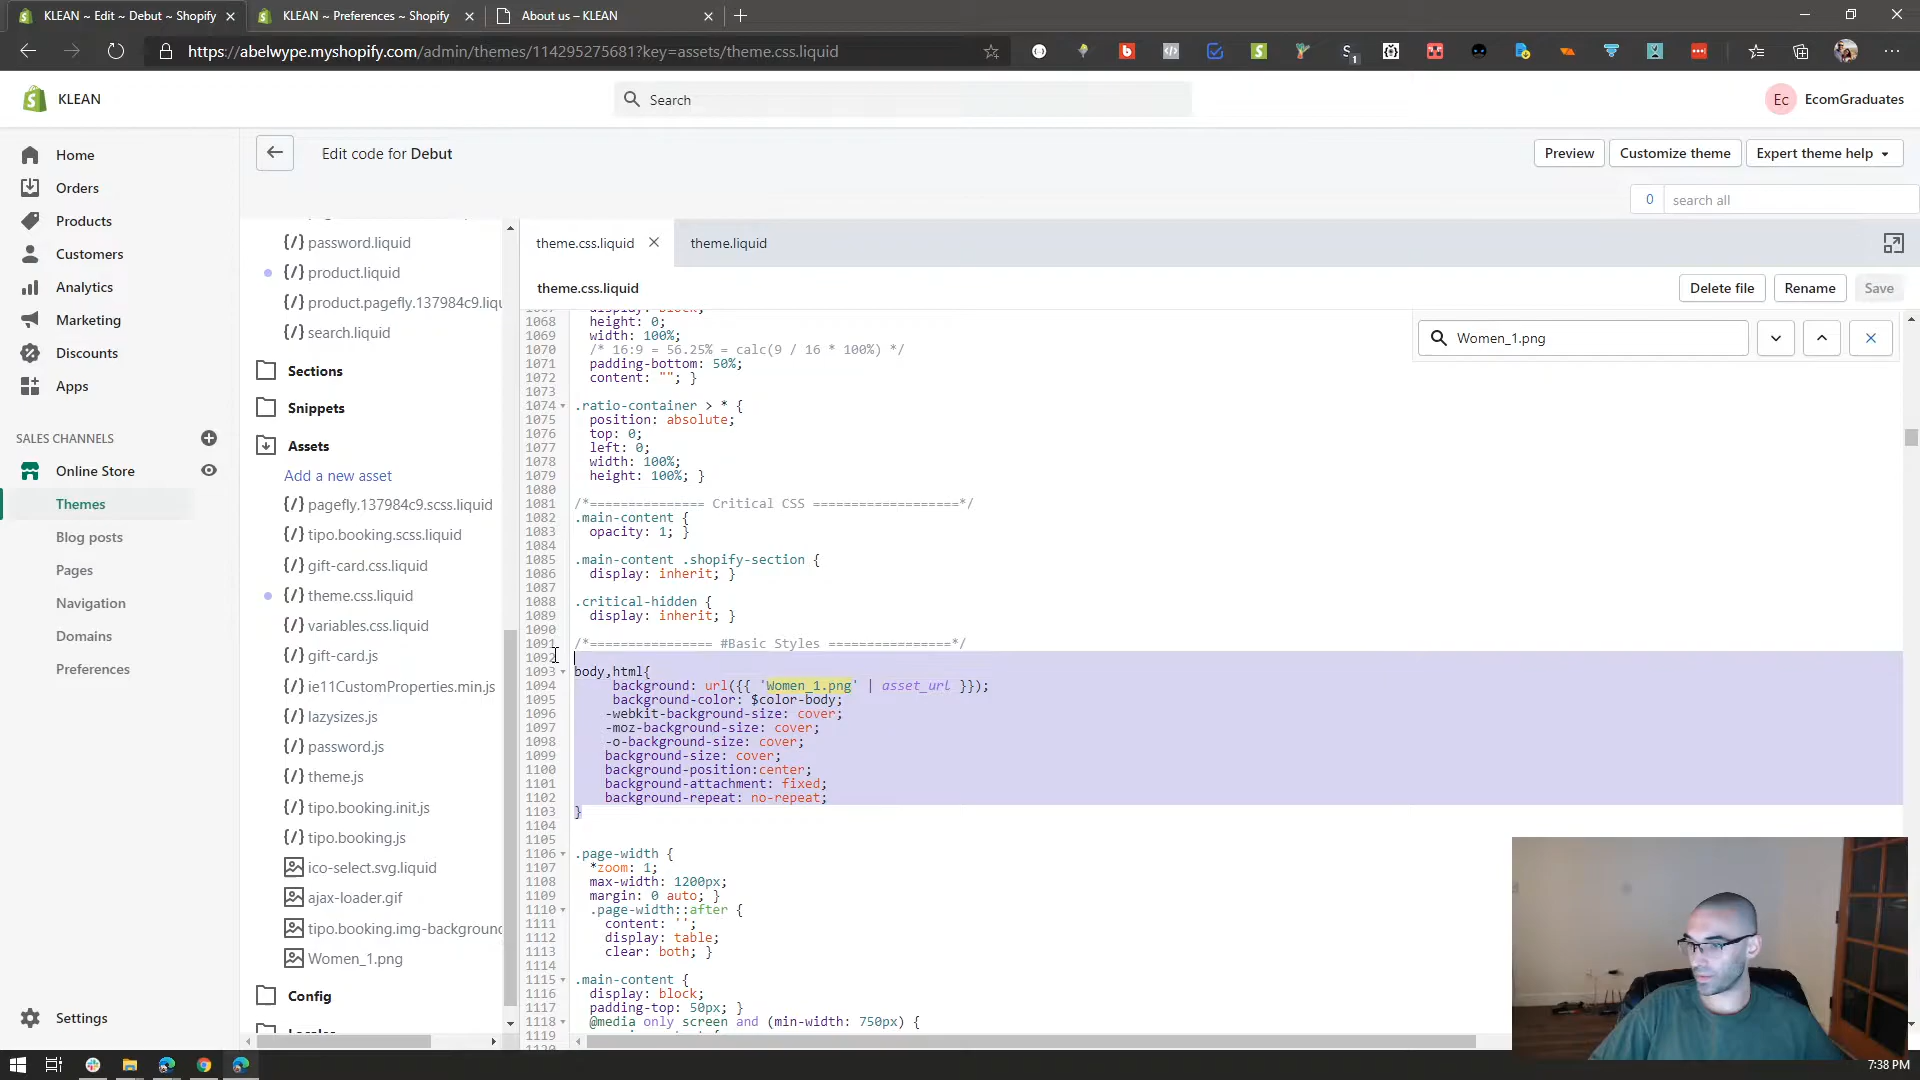 KLEAN ~ Edit ~ Debut ~ Shopify
KLEAN ~ Preferences ~ Shopify
About us – KLEAN
https://abelwype.myshopify.com/admin/themes/114295275681?key=assets/theme.css.liquid
KLEAN
Search
Ec EcomGraduates
Home
Orders
Products
Customers
Analytics
Marketing
Discounts
Apps
SALES CHANNELS
Online Store
Themes
Blog posts
Pages
Navigation
Domains
Preferences
Settings
Edit code for Debut
Preview
Customize theme
Expert theme help
0 search all
{/} password.liquid
{/} product.liquid
{/} product.pagefly.137984c9.liqu
{/} search.liquid
Sections
Snippets
Assets
Add a new asset
{/} pagefly.137984c9.scss.liquid
{/} tipo.booking.scss.liquid
{/} gift-card.css.liquid
{/} theme.css.liquid
{/} variables.css.liquid
{/} gift-card.js
{/} ie11CustomProperties.min.js
{/} lazysizes.js
{/} password.js
{/} theme.js
{/} tipo.booking.init.js
{/} tipo.booking.js
ico-select.svg.liquid
ajax-loader.gif
tipo.booking.img-background
Women_1.png
Config
Locales
theme.css.liquid
theme.liquid
theme.css.liquid
Delete file
Rename
Save
Women_1.png
1067 display: block;
1068 height: 0;
1069 width: 100%;
1070 /* 16:9 = 56.25% = calc(9 / 16 * 100%) */
1071 padding-bottom: 50%;
1072 content: ""; }
1073
1074 .ratio-container > * {
1075 position: absolute;
1076 top: 0;
1077 left: 0;
1078 width: 100%;
1079 height: 100%; }
1080
1081 /*=============== Critical CSS ===================*/
1082 .main-content {
1083 opacity: 1; }
1084
1085 .main-content .shopify-section {
1086 display: inherit; }
1087
1088 .critical-hidden {
1089 display: inherit; }
1090
1091 /*================ #Basic Styles ================*/
1092
1093 body,html{
1094 background: url({{ 'Women_1.png' | asset_url }});
1095 background-color: $color-body;
1096 -webkit-background-size: cover;
1097 -moz-background-size: cover;
1098 -o-background-size: cover;
1099 background-size: cover;
1100 background-position:center;
1101 background-attachment: fixed;
1102 background-repeat: no-repeat;
1103 }
1104
1105
1106 .page-width {
1107 *zoom: 1;
1108 max-width: 1200px;
1109 margin: 0 auto; }
1110 .page-width::after {
1111 content: '';
1112 display: table;
1113 clear: both; }
1114
1115 .main-content {
1116 display: block;
1117 padding-top: 50px; }
1118 @media only screen and (min-width: 750px) {
1119
7:38 PM